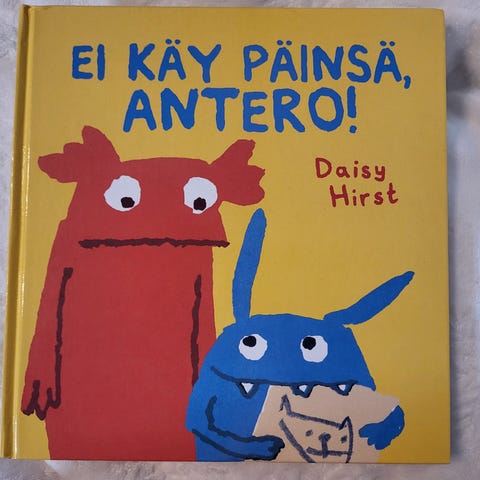 EI KÄY PÄINSÄ,
ANTERO!
Daisy
Hirst